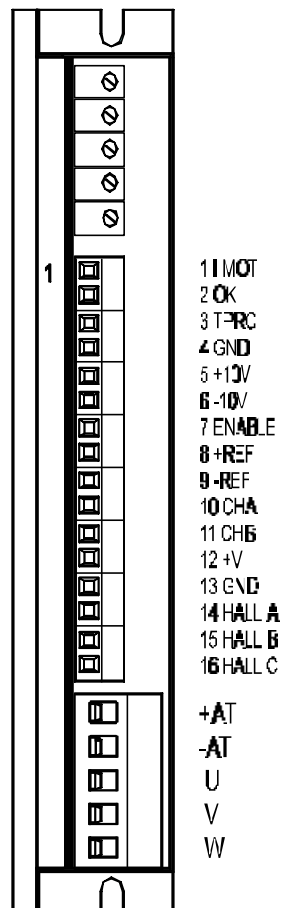 1
1 I MOT
2 OK
3 TPRC
4 GND
5 +10V
6 -10V
7 ENABLE
8 +REF
9 -REF
10 CHA
11 CHB
12 +V
13 GND
14 HALL A
15 HALL B
16 HALL C
+AT
-AT
U
V
W